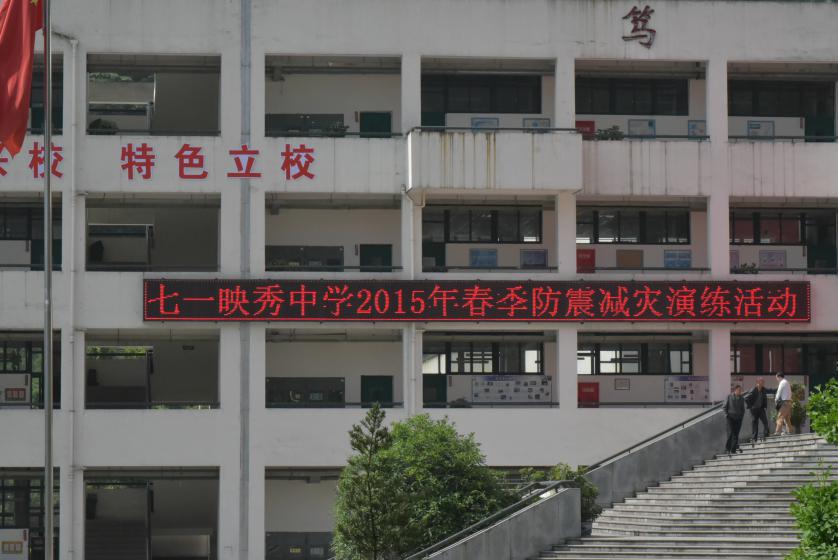 笃
校 特色立校
七一映秀中学2015年春季防震减灾演练活动